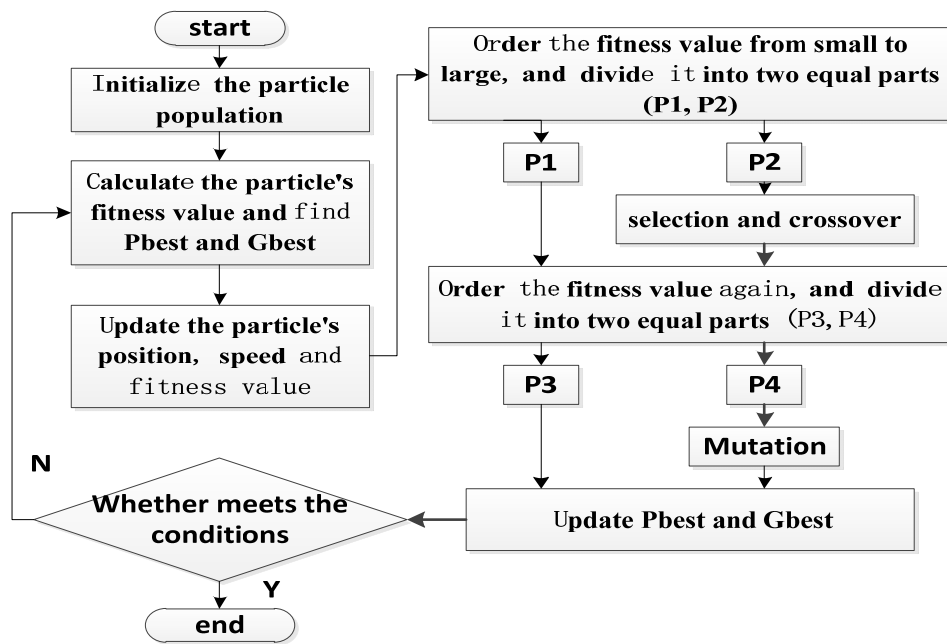 start
Initialize the particle
population
Calculate the particle's
fitness value and find
Pbest and Gbest
Update the particle's
position, speed and
fitness value
Order the fitness value from small to
large, and divide it into two equal parts
(P1, P2)
P1
P2
selection and crossover
Order the fitness value again, and divide
it into two equal parts (P3, P4)
P3
P4
Mutation
Update Pbest and Gbest
Whether meets the
conditions
N
Y
end